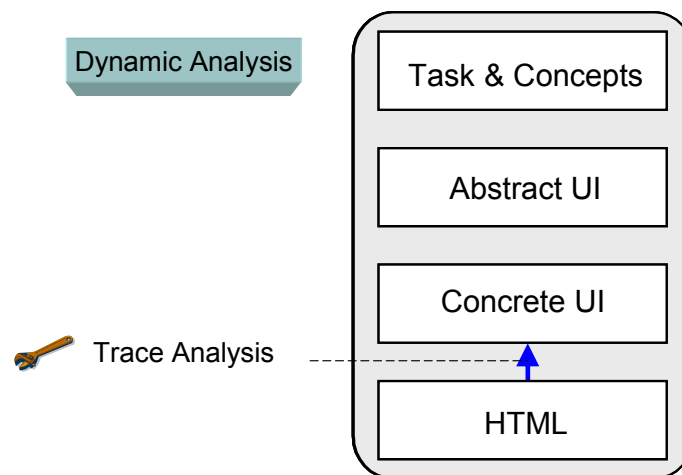 Dynamic Analysis
Task & Concepts
Abstract UI
Concrete UI
Trace Analysis
HTML